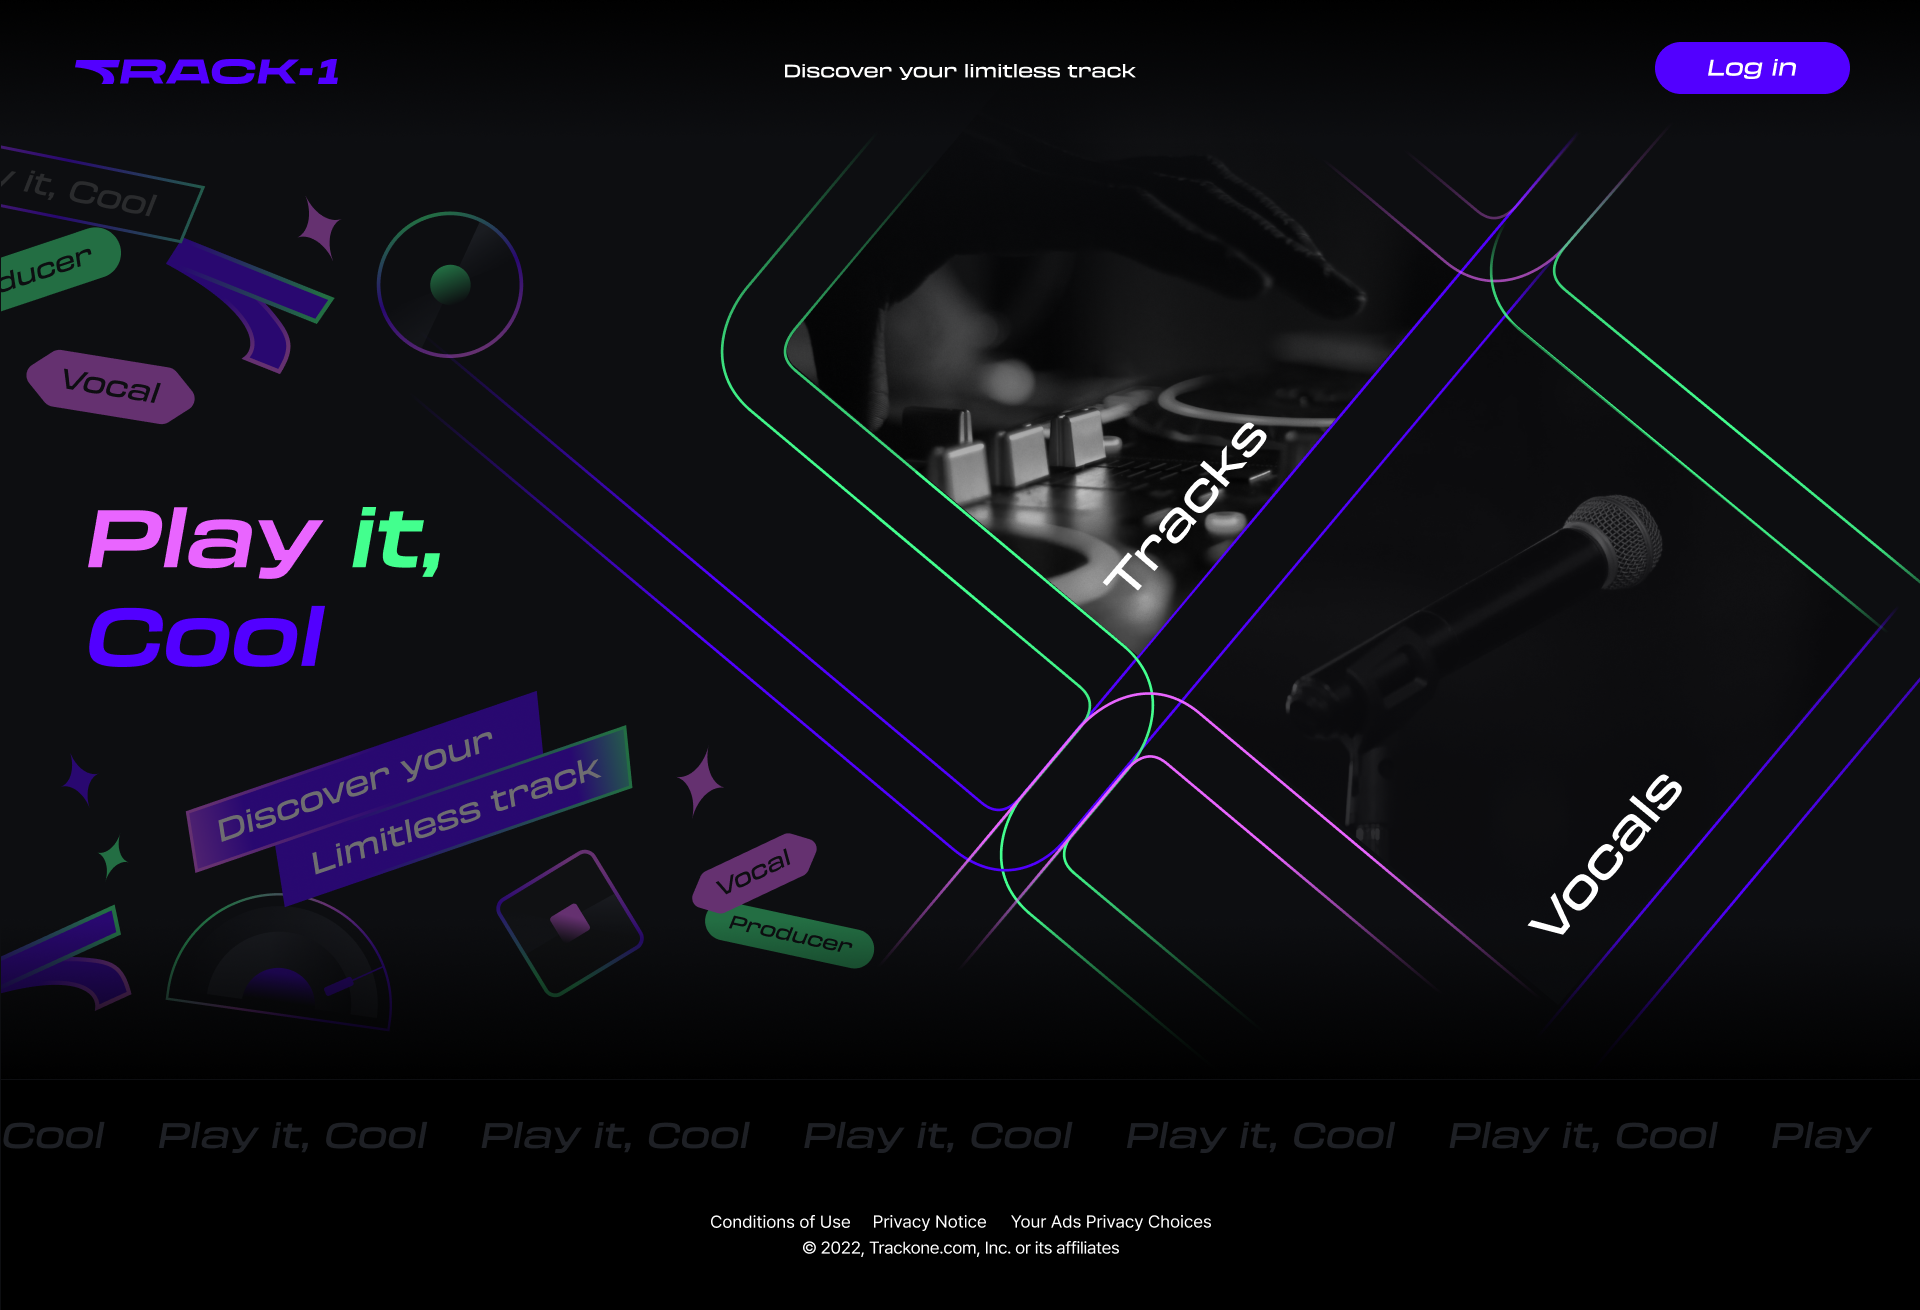 TRACK-1
Discover your limitless track
Log in
y it, Cool
ducer
Vocal
Tracks
Play it,
Cool
Discover your
Limitless track
Vocal
Producer
Vocals
Cool Play it, Cool Play it, Cool Play it, Cool Play it, Cool Play it, Cool Play
Conditions of Use Privacy Notice Your Ads Privacy Choices
© 2022, Trackone.com, Inc. or its affiliates